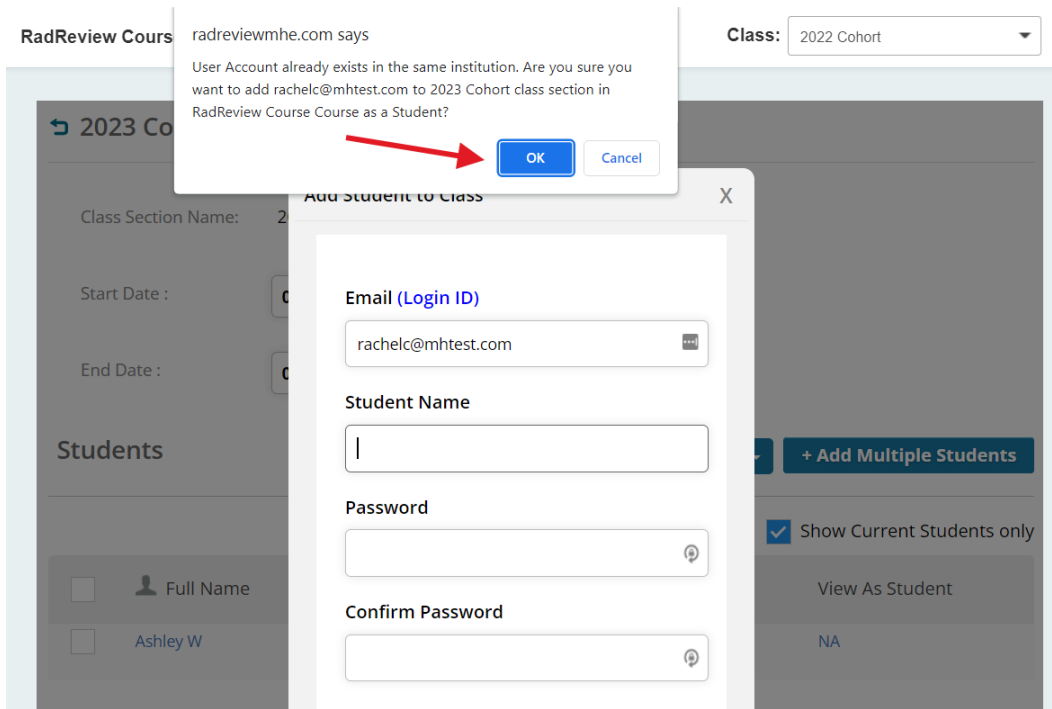 RadReview Cours
Class:
2022 Cohort
radreviewmhe.com says
User Account already exists in the same institution. Are you sure you
want to add rachelc@mhtest.com to 2023 Cohort class section in
RadReview Course Course as a Student?
OK
Cancel
2023 Co
Add Student to Class
X
Class Section Name:
2
Start Date :
0
End Date :
0
Email (Login ID)
rachelc@mhtest.com
Student Name
Password
Confirm Password
Students
+ Add Multiple Students
Show Current Students only
Full Name
View As Student
Ashley W
NA